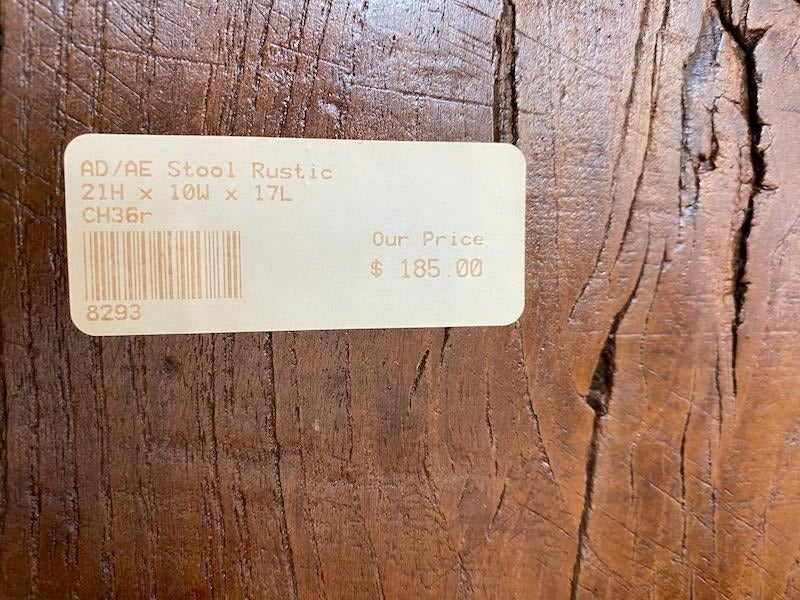 AD/AE Stool Rustic
21H x 10W x 17L
CH36r
Our Price
$ 185.00
8293